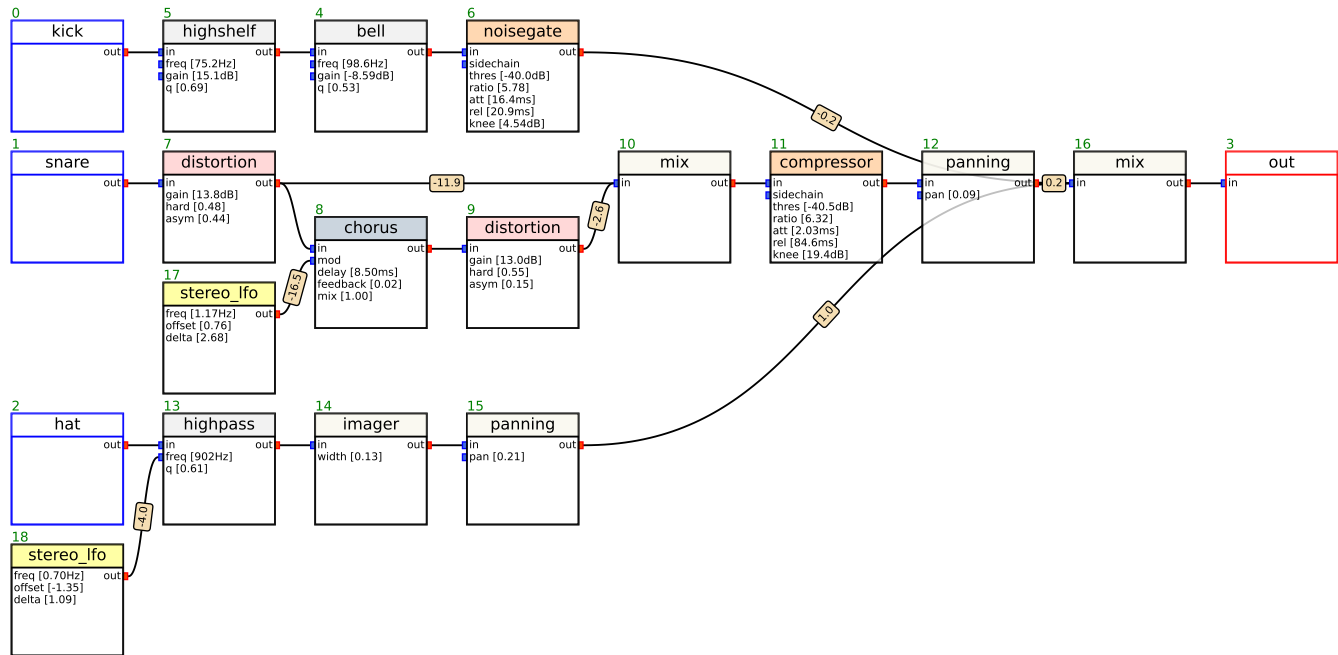 0
kick
out
5
highshelf
in out
freq [75.2Hz]
gain [15.1dB]
q [0.69]
4
bell
in out
freq [98.6Hz]
gain [-8.59dB]
q [0.53]
6
noisegate
in out
sidechain
thres [-40.0dB]
ratio [5.78]
att [16.4ms]
rel [20.9ms]
knee [4.54dB]
-0.2
1
snare
out
7
distortion
in out
gain [13.8dB]
hard [0.48]
asym [0.44]
-11.9
8
chorus
in out
mod
delay [8.50ms]
feedback [0.02]
mix [1.00]
9
distortion
in out
gain [13.0dB]
hard [0.55]
asym [0.15]
-2.6
10
mix
in out
11
compressor
in out
sidechain
thres [-40.5dB]
ratio [6.32]
att [2.03ms]
rel [84.6ms]
knee [19.4dB]
12
panning
in out
pan [0.09]
0.2
16
mix
in out
3
out
in
17
stereo_lfo
freq [1.17Hz] out
offset [0.76]
delta [2.68]
-16.5
1.0
2
hat
out
13
highpass
in out
freq [902Hz]
q [0.61]
14
imager
in out
width [0.13]
15
panning
in out
pan [0.21]
-4.0
18
stereo_lfo
freq [0.70Hz] out
offset [-1.35]
delta [1.09]